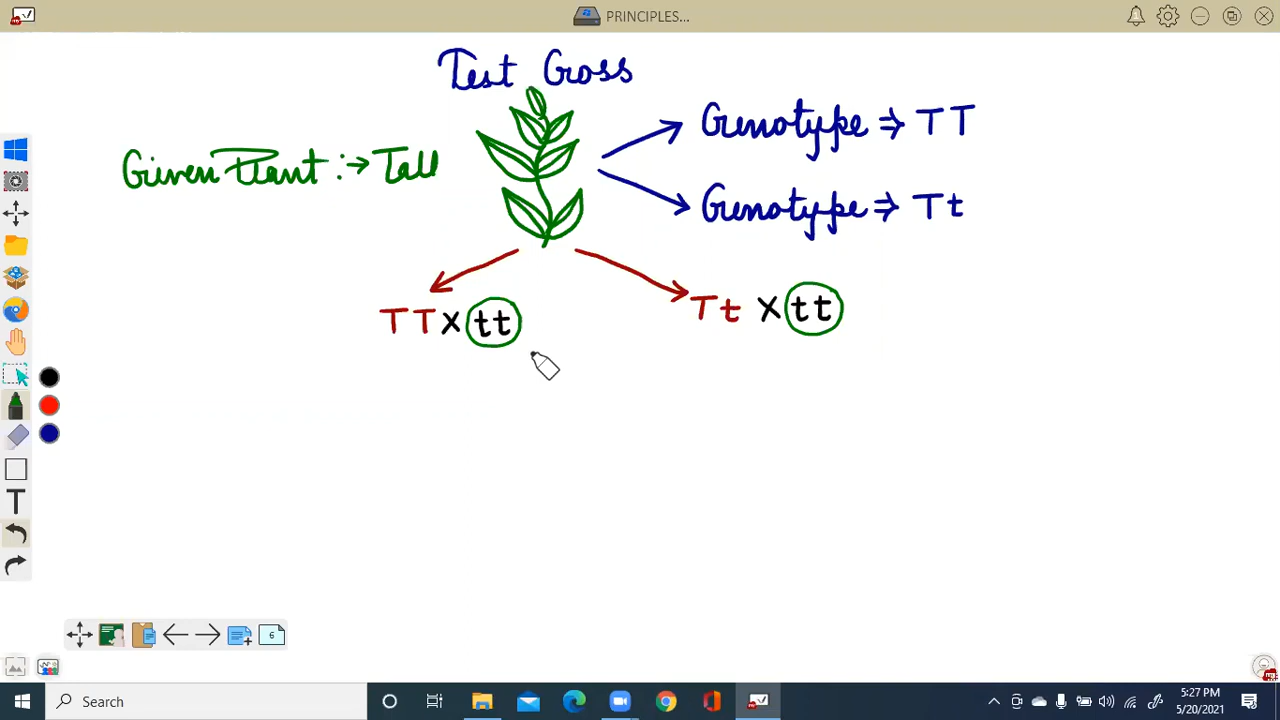 PRINCIPLES...
Test Cross
Genotype ⇒ TT
Given Plant :→ Tall
Genotype ⇒ Tt
TT X tt
Tt X tt
T
6
Search
5:27 PM
5/20/2021